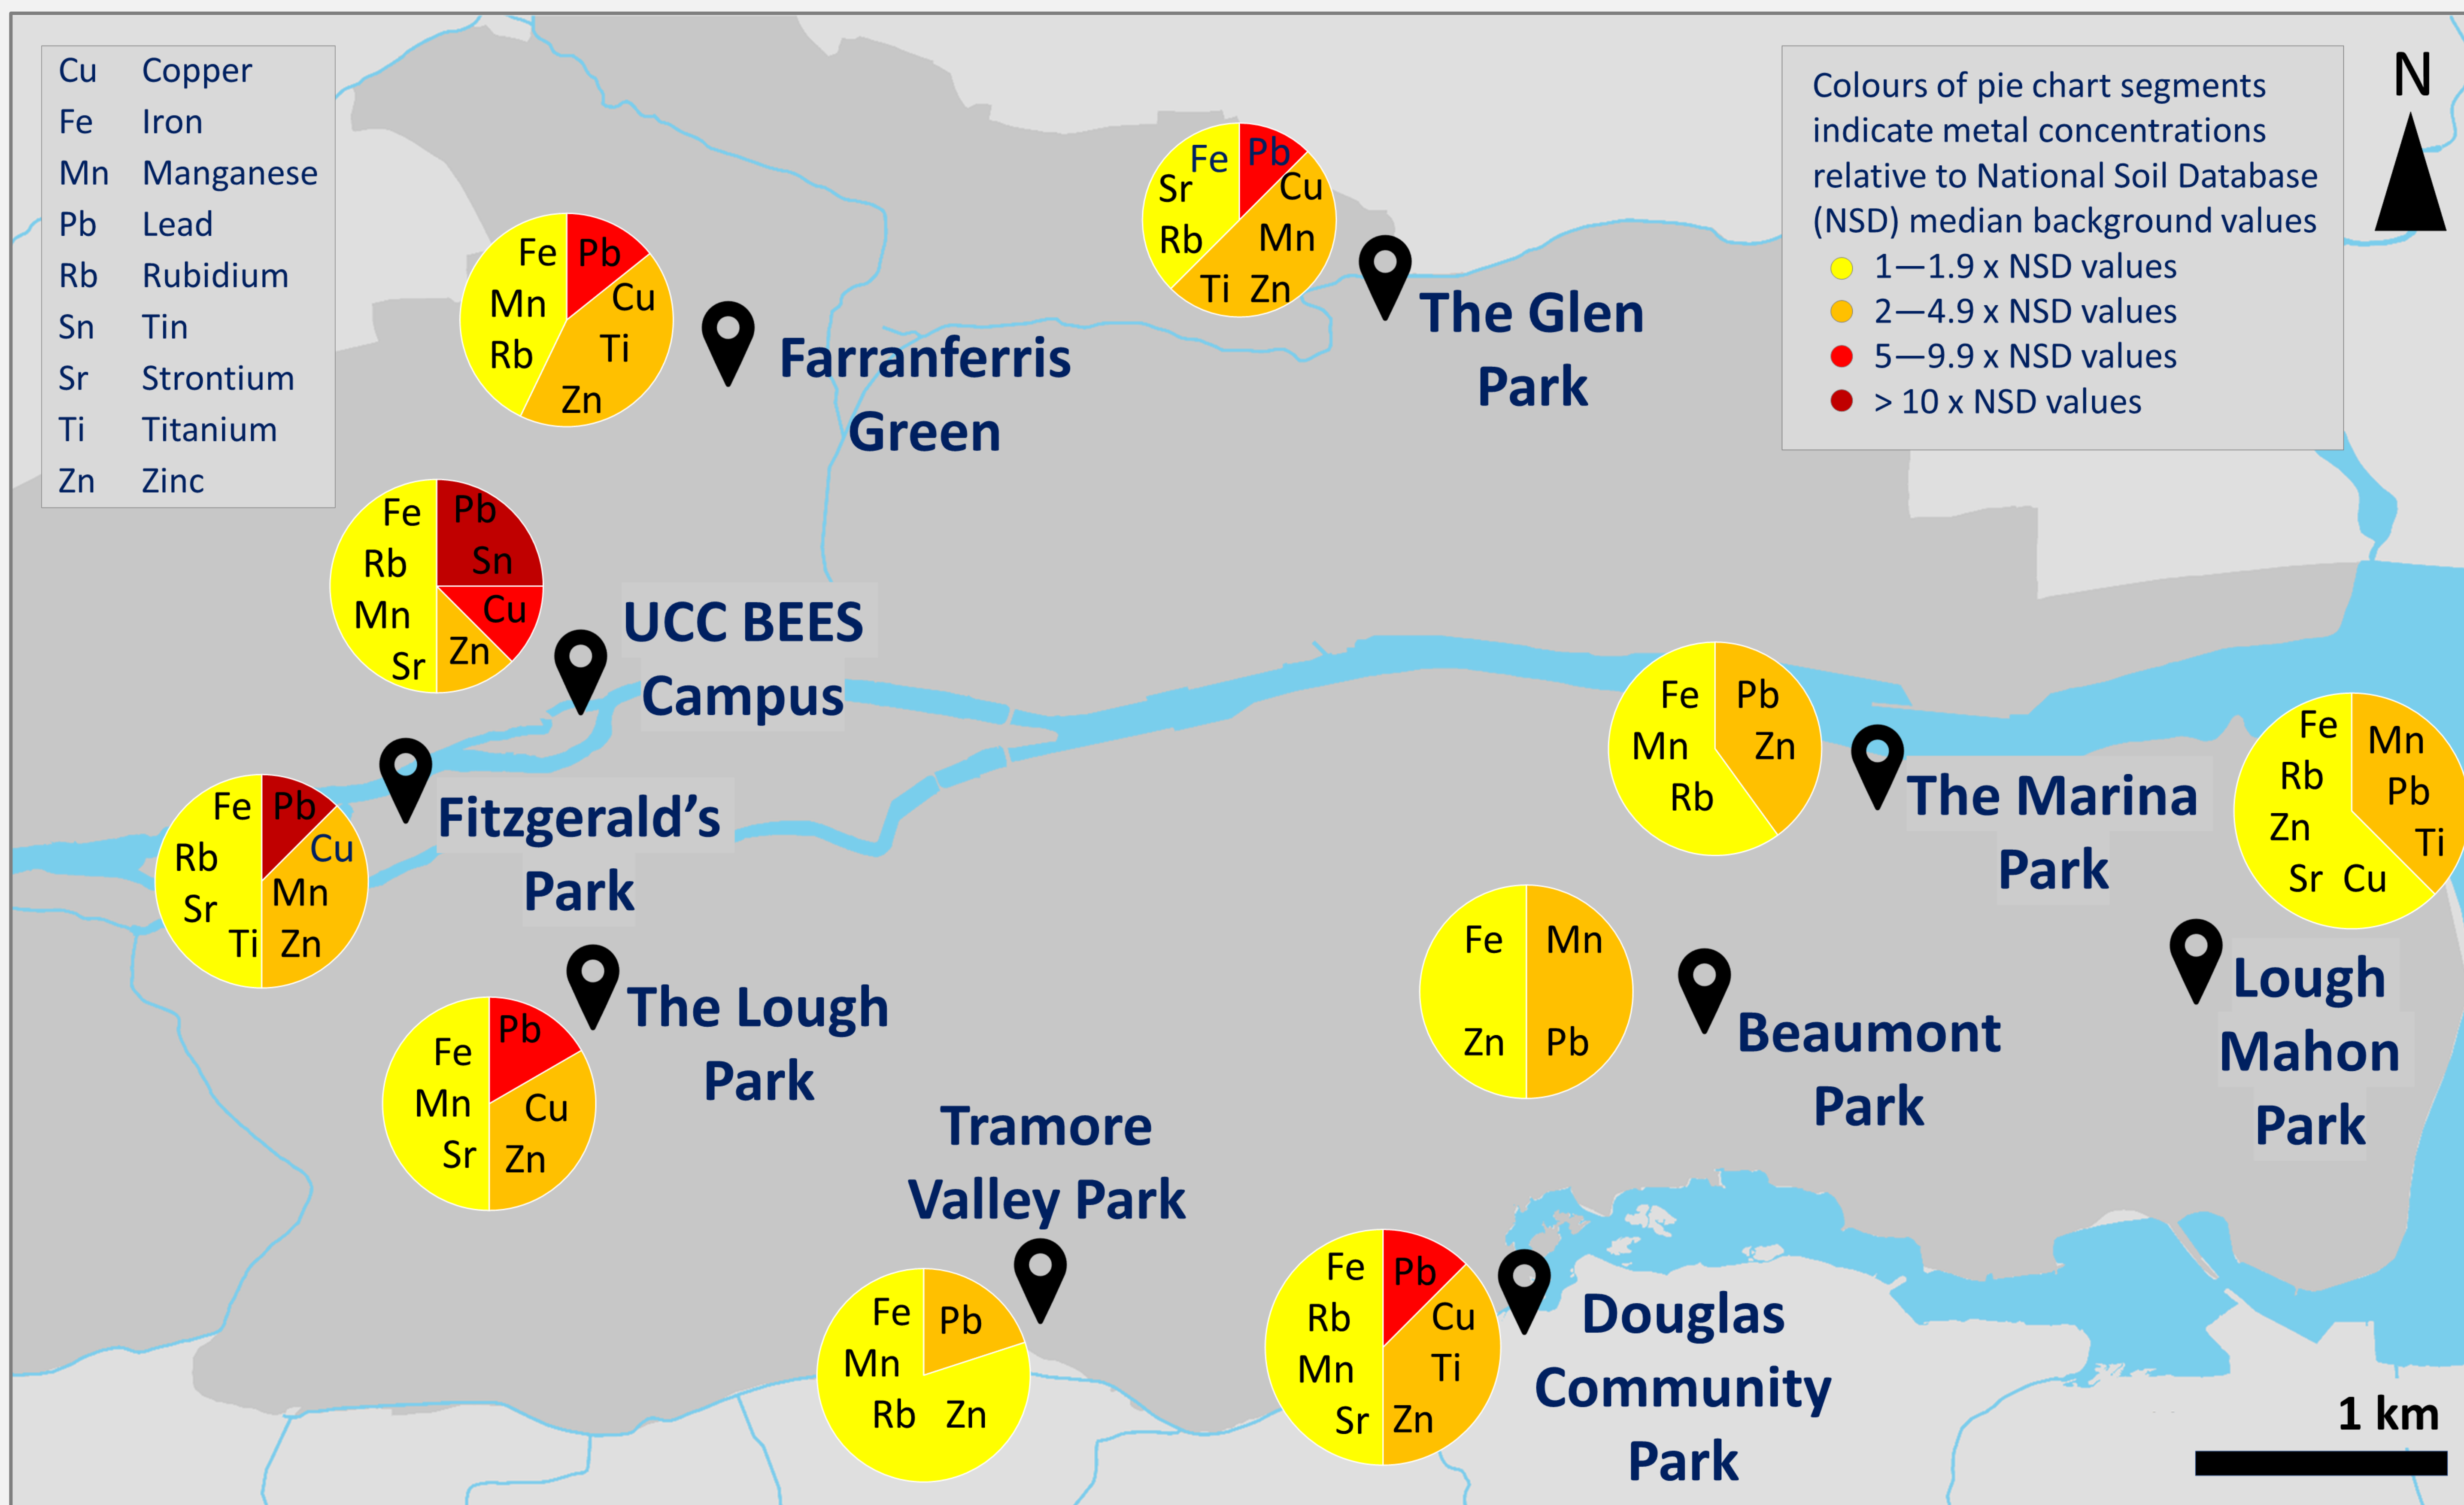 Cu Copper
Fe Iron
Mn Manganese
Pb Lead
Rb Rubidium
Sn Tin
Sr Strontium
Ti Titanium
Zn Zinc
Colours of pie chart segments
indicate metal concentrations
relative to National Soil Database
(NSD) median background values
1—1.9 x NSD values
2—4.9 x NSD values
5—9.9 x NSD values
> 10 x NSD values
N
Fe Pb
Sr Cu
Rb Mn
Ti Zn
The Glen
Park
Fe Pb
Mn Cu
Rb Ti
Zn
Farranferris
Green
Fe Pb
Rb Sn
Mn Cu
Sr Zn
UCC BEES
Campus
Fe Pb
Rb Cu
Sr Mn
Ti Zn
Fitzgerald’s
Park
Fe Pb
Mn Zn
Rb
The Marina
Park
Fe Mn
Rb Pb
Zn Ti
Sr Cu
Lough
Mahon
Park
Fe Mn
Zn Pb
Beaumont
Park
Fe Pb
Mn Cu
Sr Zn
The Lough
Park
Tramore
Valley Park
Fe Pb
Mn
Rb Zn
Fe Pb
Rb Cu
Mn Ti
Sr Zn
Douglas
Community
Park
1 km